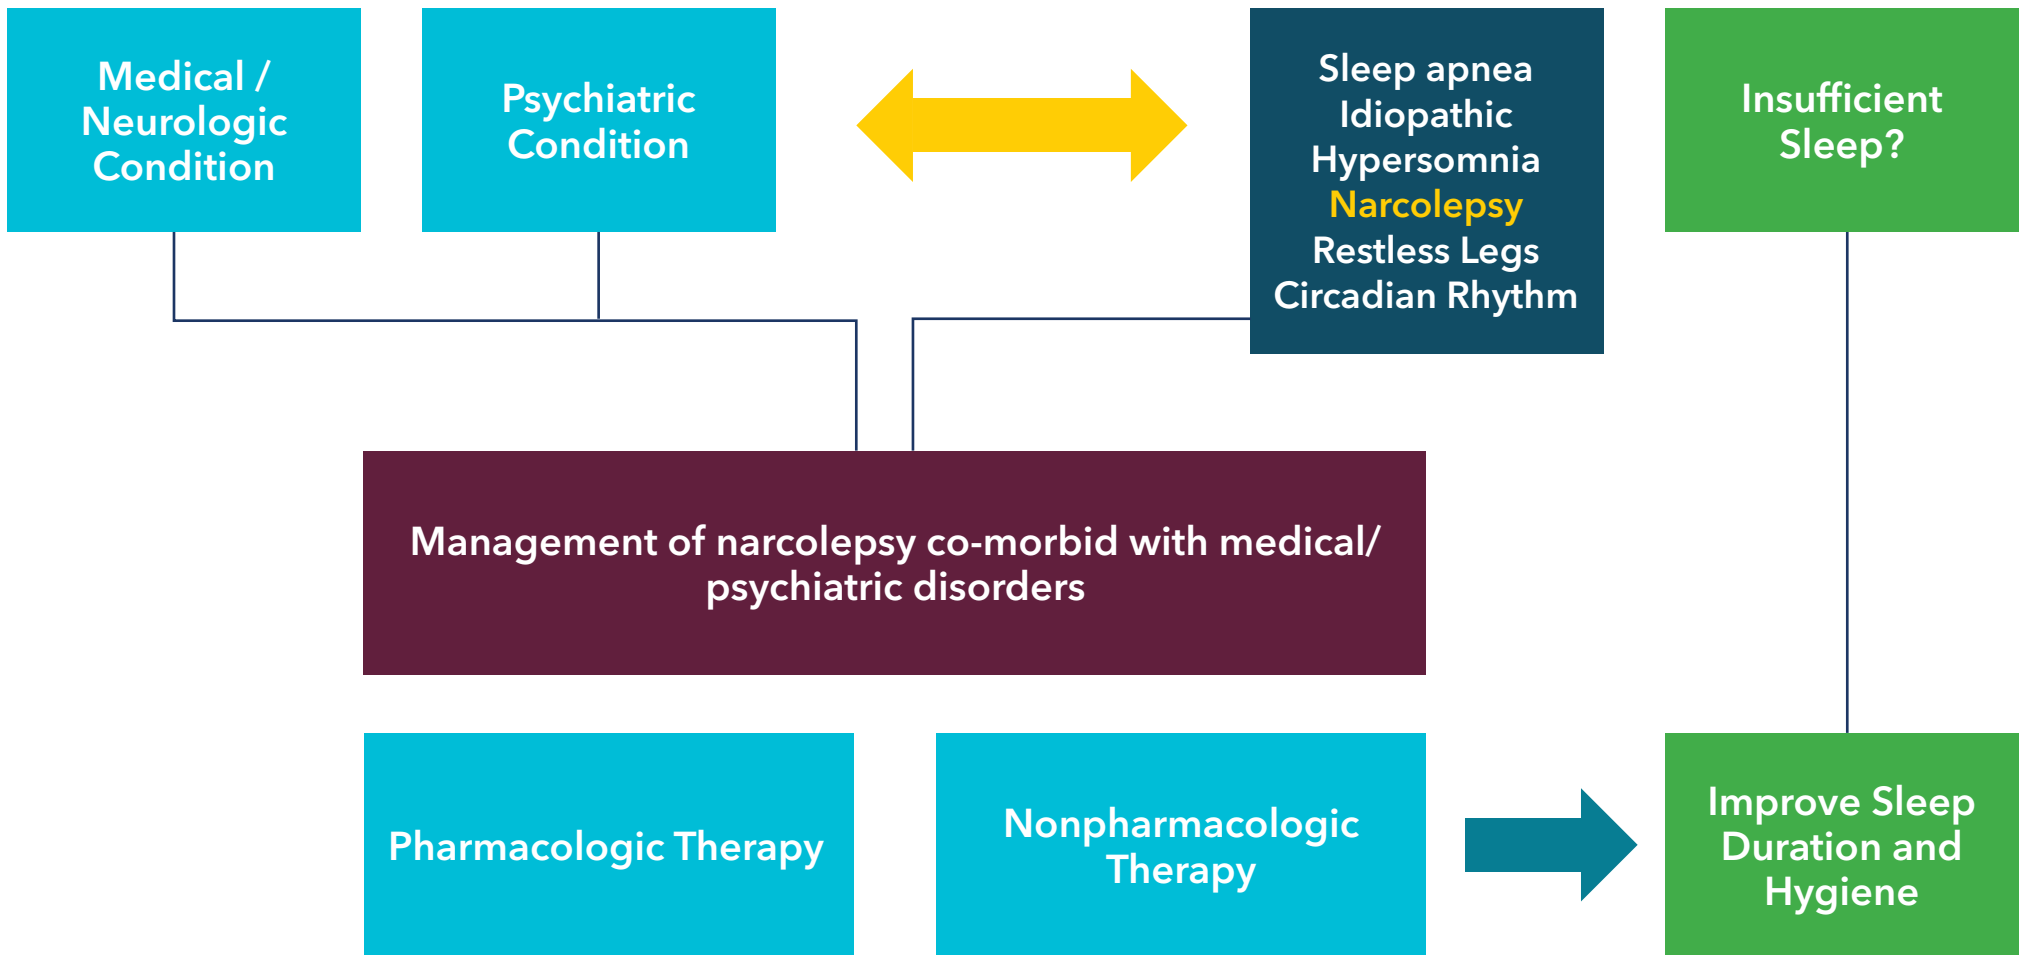 Medical /
Neurologic
Condition
Psychiatric
Condition
Sleep apnea
Idiopathic
Hypersomnia
Narcolepsy
Restless Legs
Circadian Rhythm
Insufficient
Sleep?
Management of narcolepsy co-morbid with medical/
psychiatric disorders
Pharmacologic Therapy
Nonpharmacologic
Therapy
Improve Sleep
Duration and
Hygiene